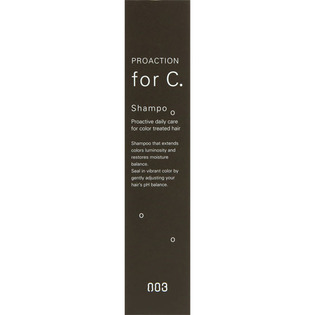 PROACTION
for C.
Shampoo
Proactive daily care
for color treated hair
Shampoo that extends
colors luminosity and
restores moisture
balance.
Seal in vibrant color by
gently adjusting your
hair's pH balance.
003